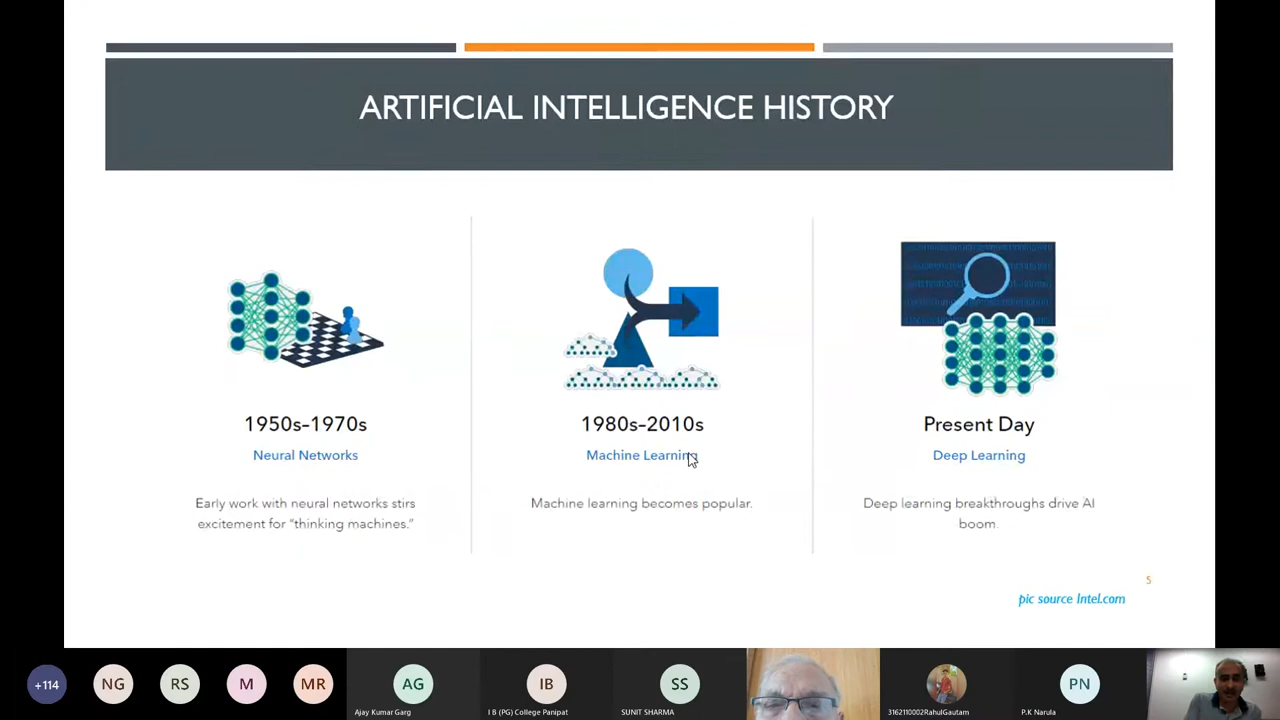 ARTIFICIAL INTELLIGENCE HISTORY
1950s–1970s
Neural Networks
Early work with neural networks stirs
excitement for “thinking machines.”
1980s–2010s
Machine Learning
Machine learning becomes popular.
Present Day
Deep Learning
Deep learning breakthroughs drive AI
boom.
5
pic source Intel.com
+114
NG
RS
M
MR
AG
Ajay Kumar Garg
IB
I B (PG) College Panipat
SS
SUNIT SHARMA
3162110002RahulGautam
PN
P.K Narula